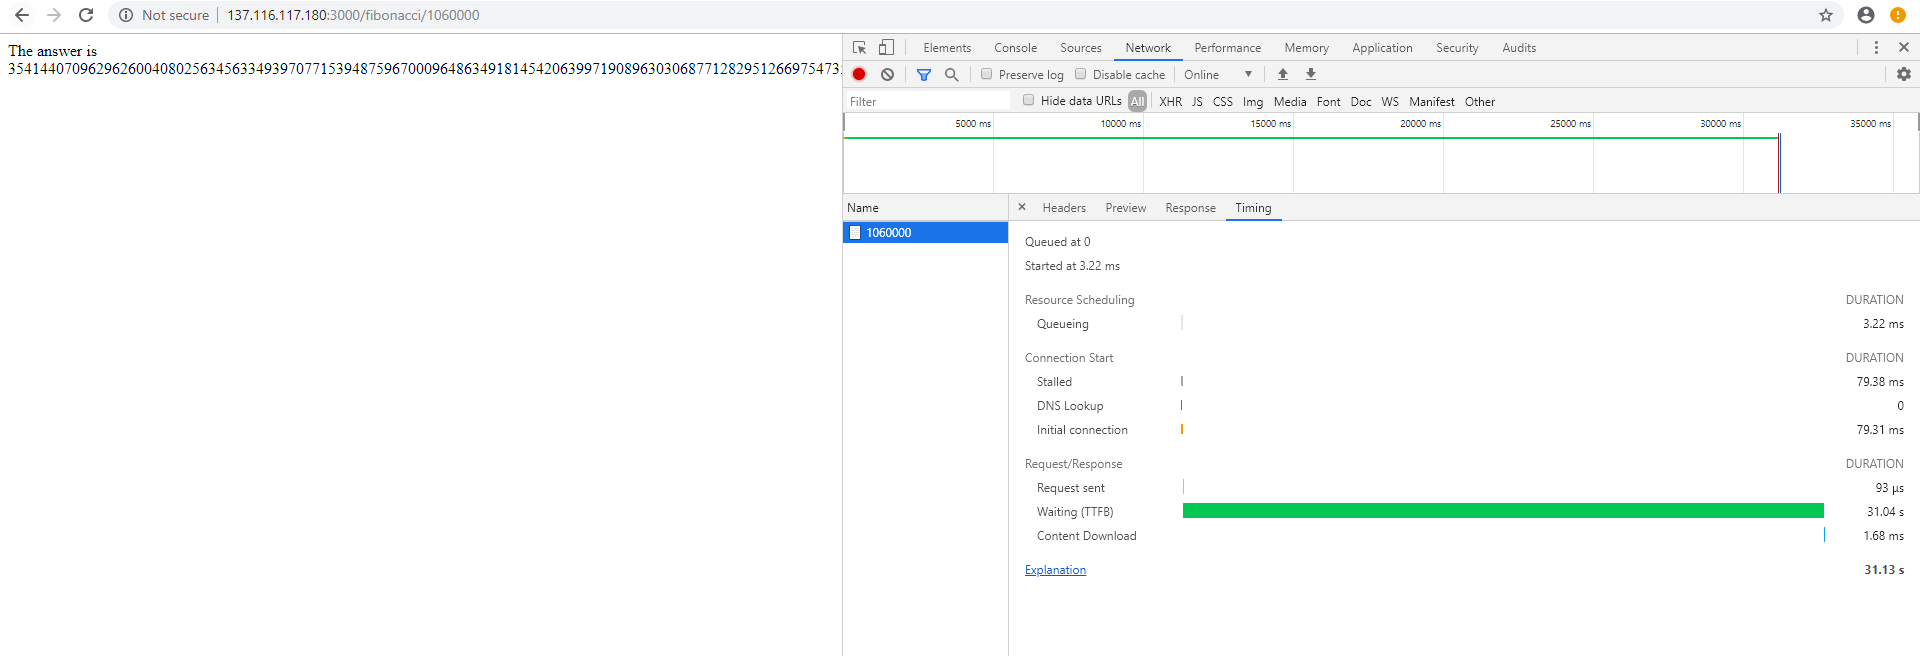 Not secure 137.116.117.180:3000/fibonacci/1060000
The answer is
Elements Console Sources Network Performance Memory Application Security Audits
Preserve log Disable cache Online
Filter Hide data URLs All XHR JS CSS Img Media Font Doc WS Manifest Other
5000 ms 10000 ms 15000 ms 20000 ms 25000 ms 30000 ms 35000 ms
Name Headers Preview Response Timing
1060000
Queued at 0
Started at 3.22 ms
Resource Scheduling DURATION
Queueing 3.22 ms
Connection Start DURATION
Stalled 79.38 ms
DNS Lookup 0
Initial connection 79.31 ms
Request/Response DURATION
Request sent 93 μs
Waiting (TTFB) 31.04 s
Content Download 1.68 ms
Explanation 31.13 s